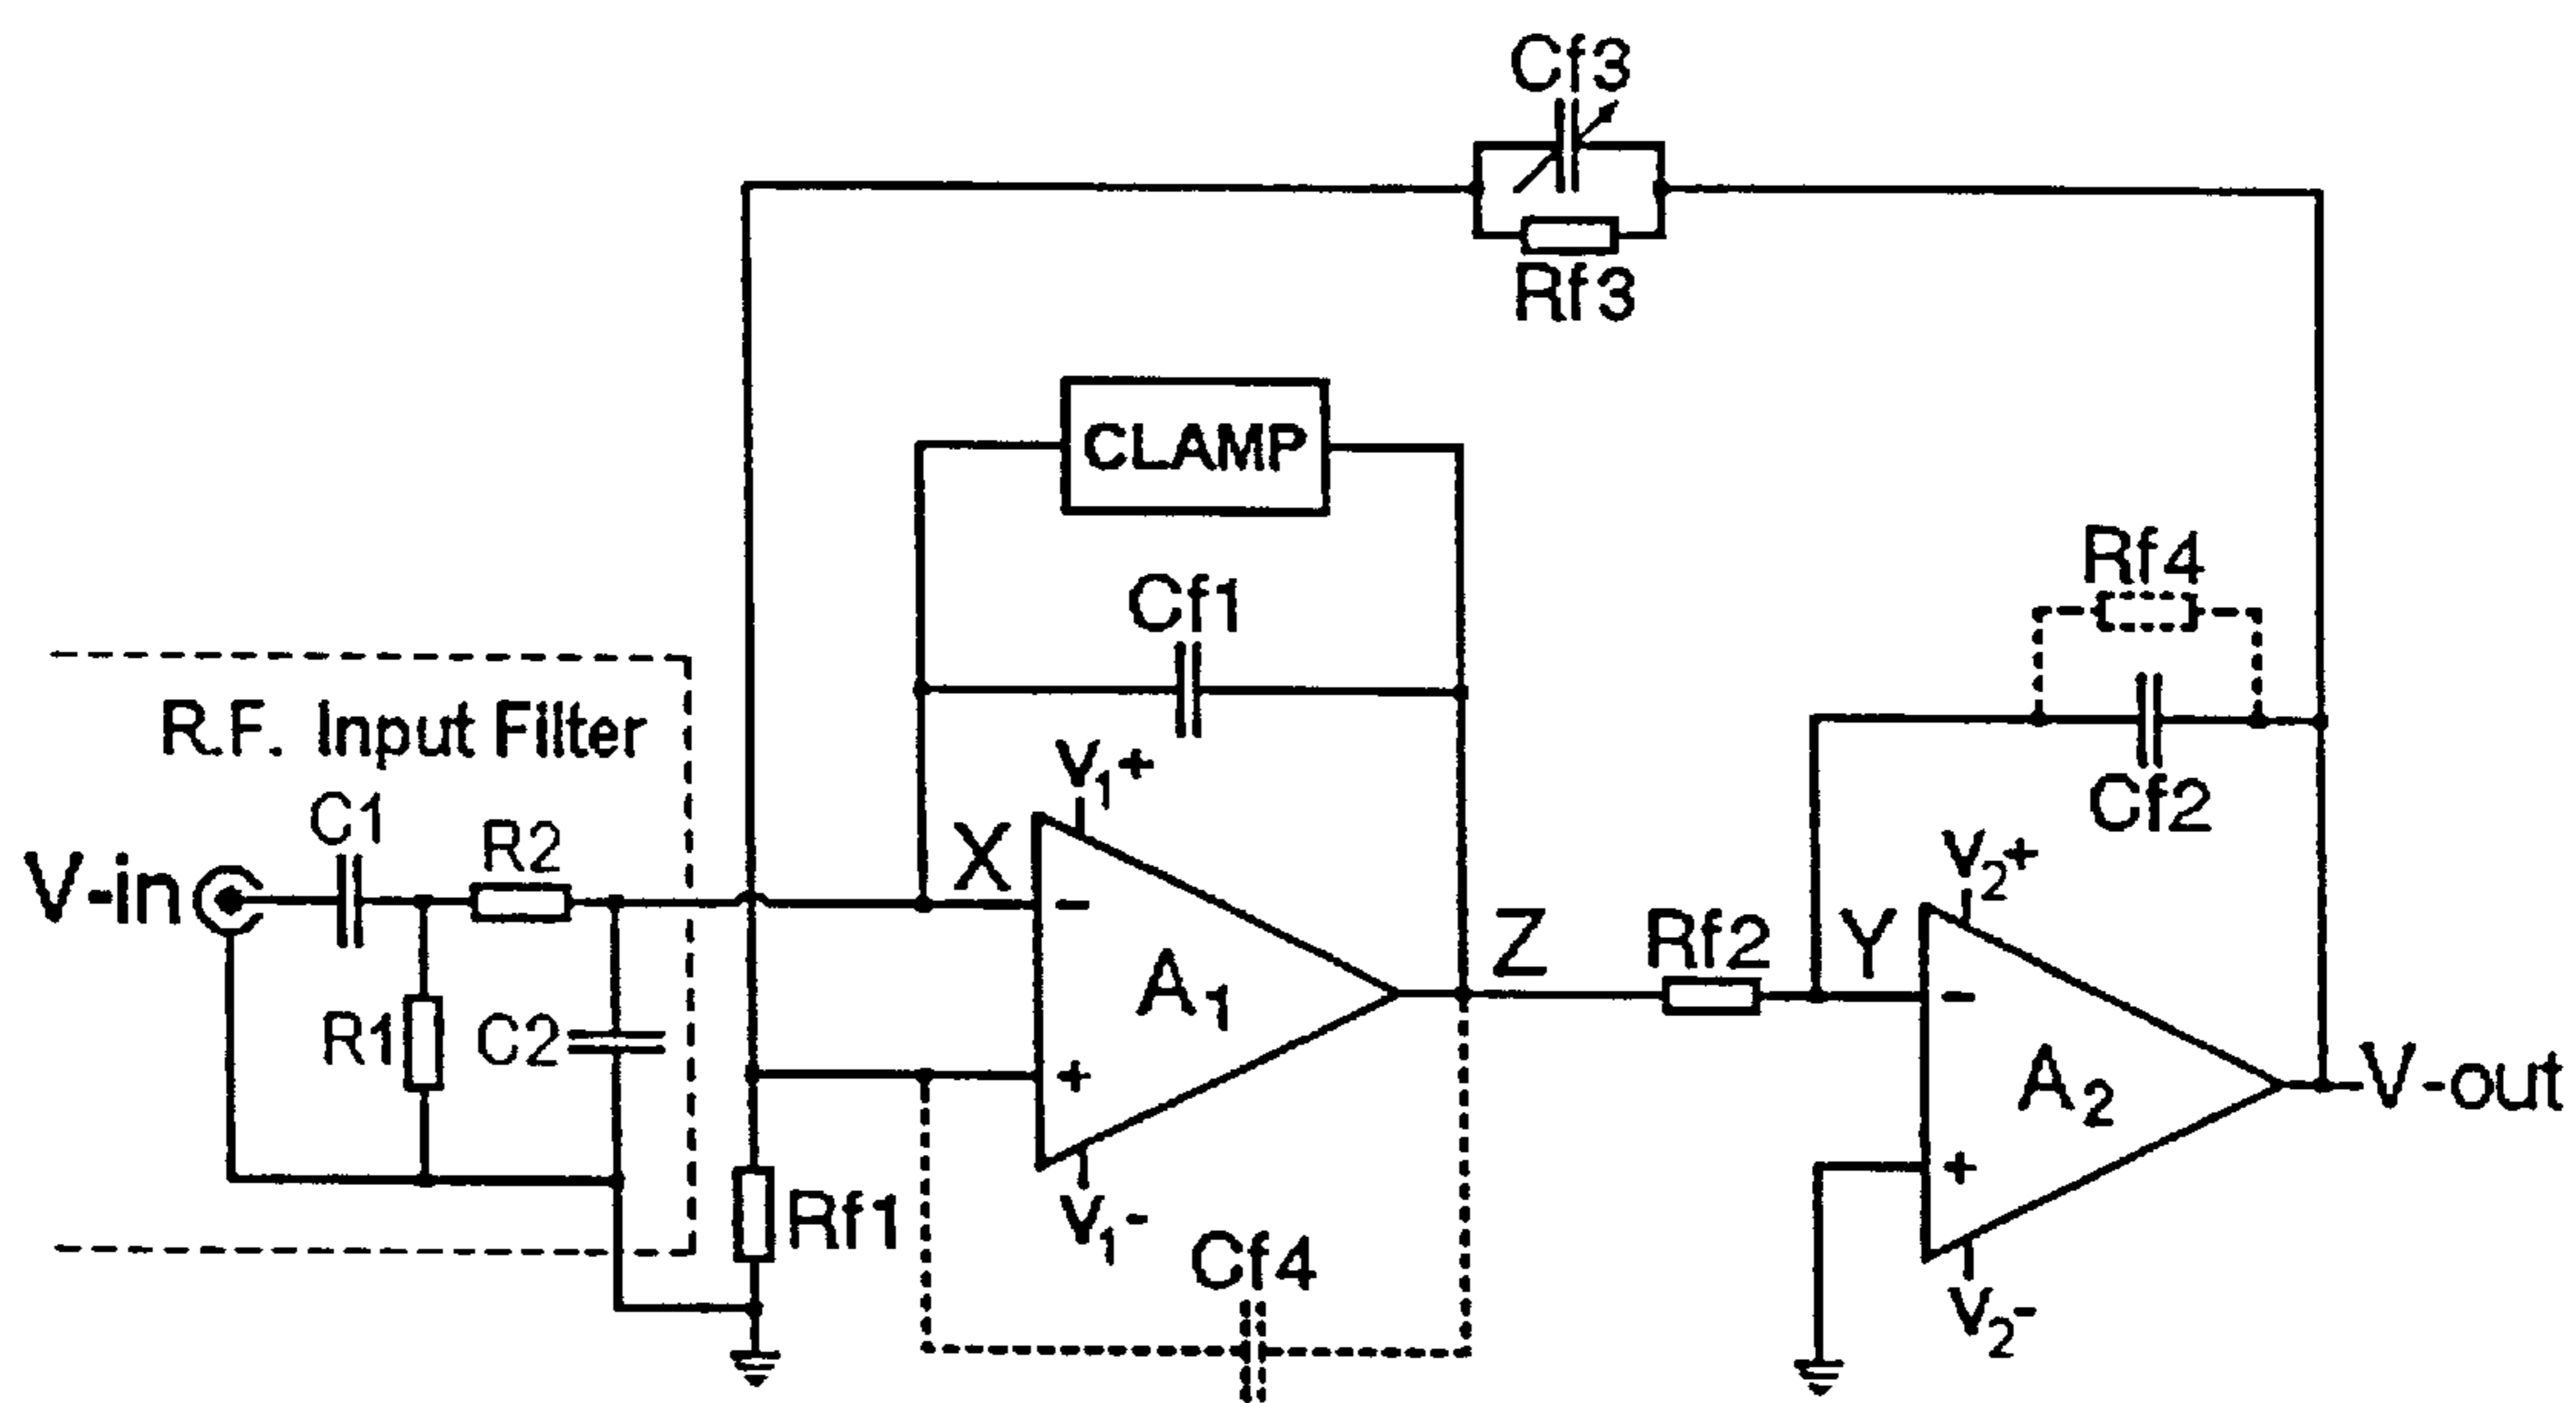 Cf3
Rf3
CLAMP
Cf1
Rf4
Cf2
R.F. Input Filter
C1
R2
V-in
R1
C2
X
V1+
-
A1
+
V1-
Rf1
Cf4
Z
Rf2
Y
V2+
-
A2
+
V2-
V-out